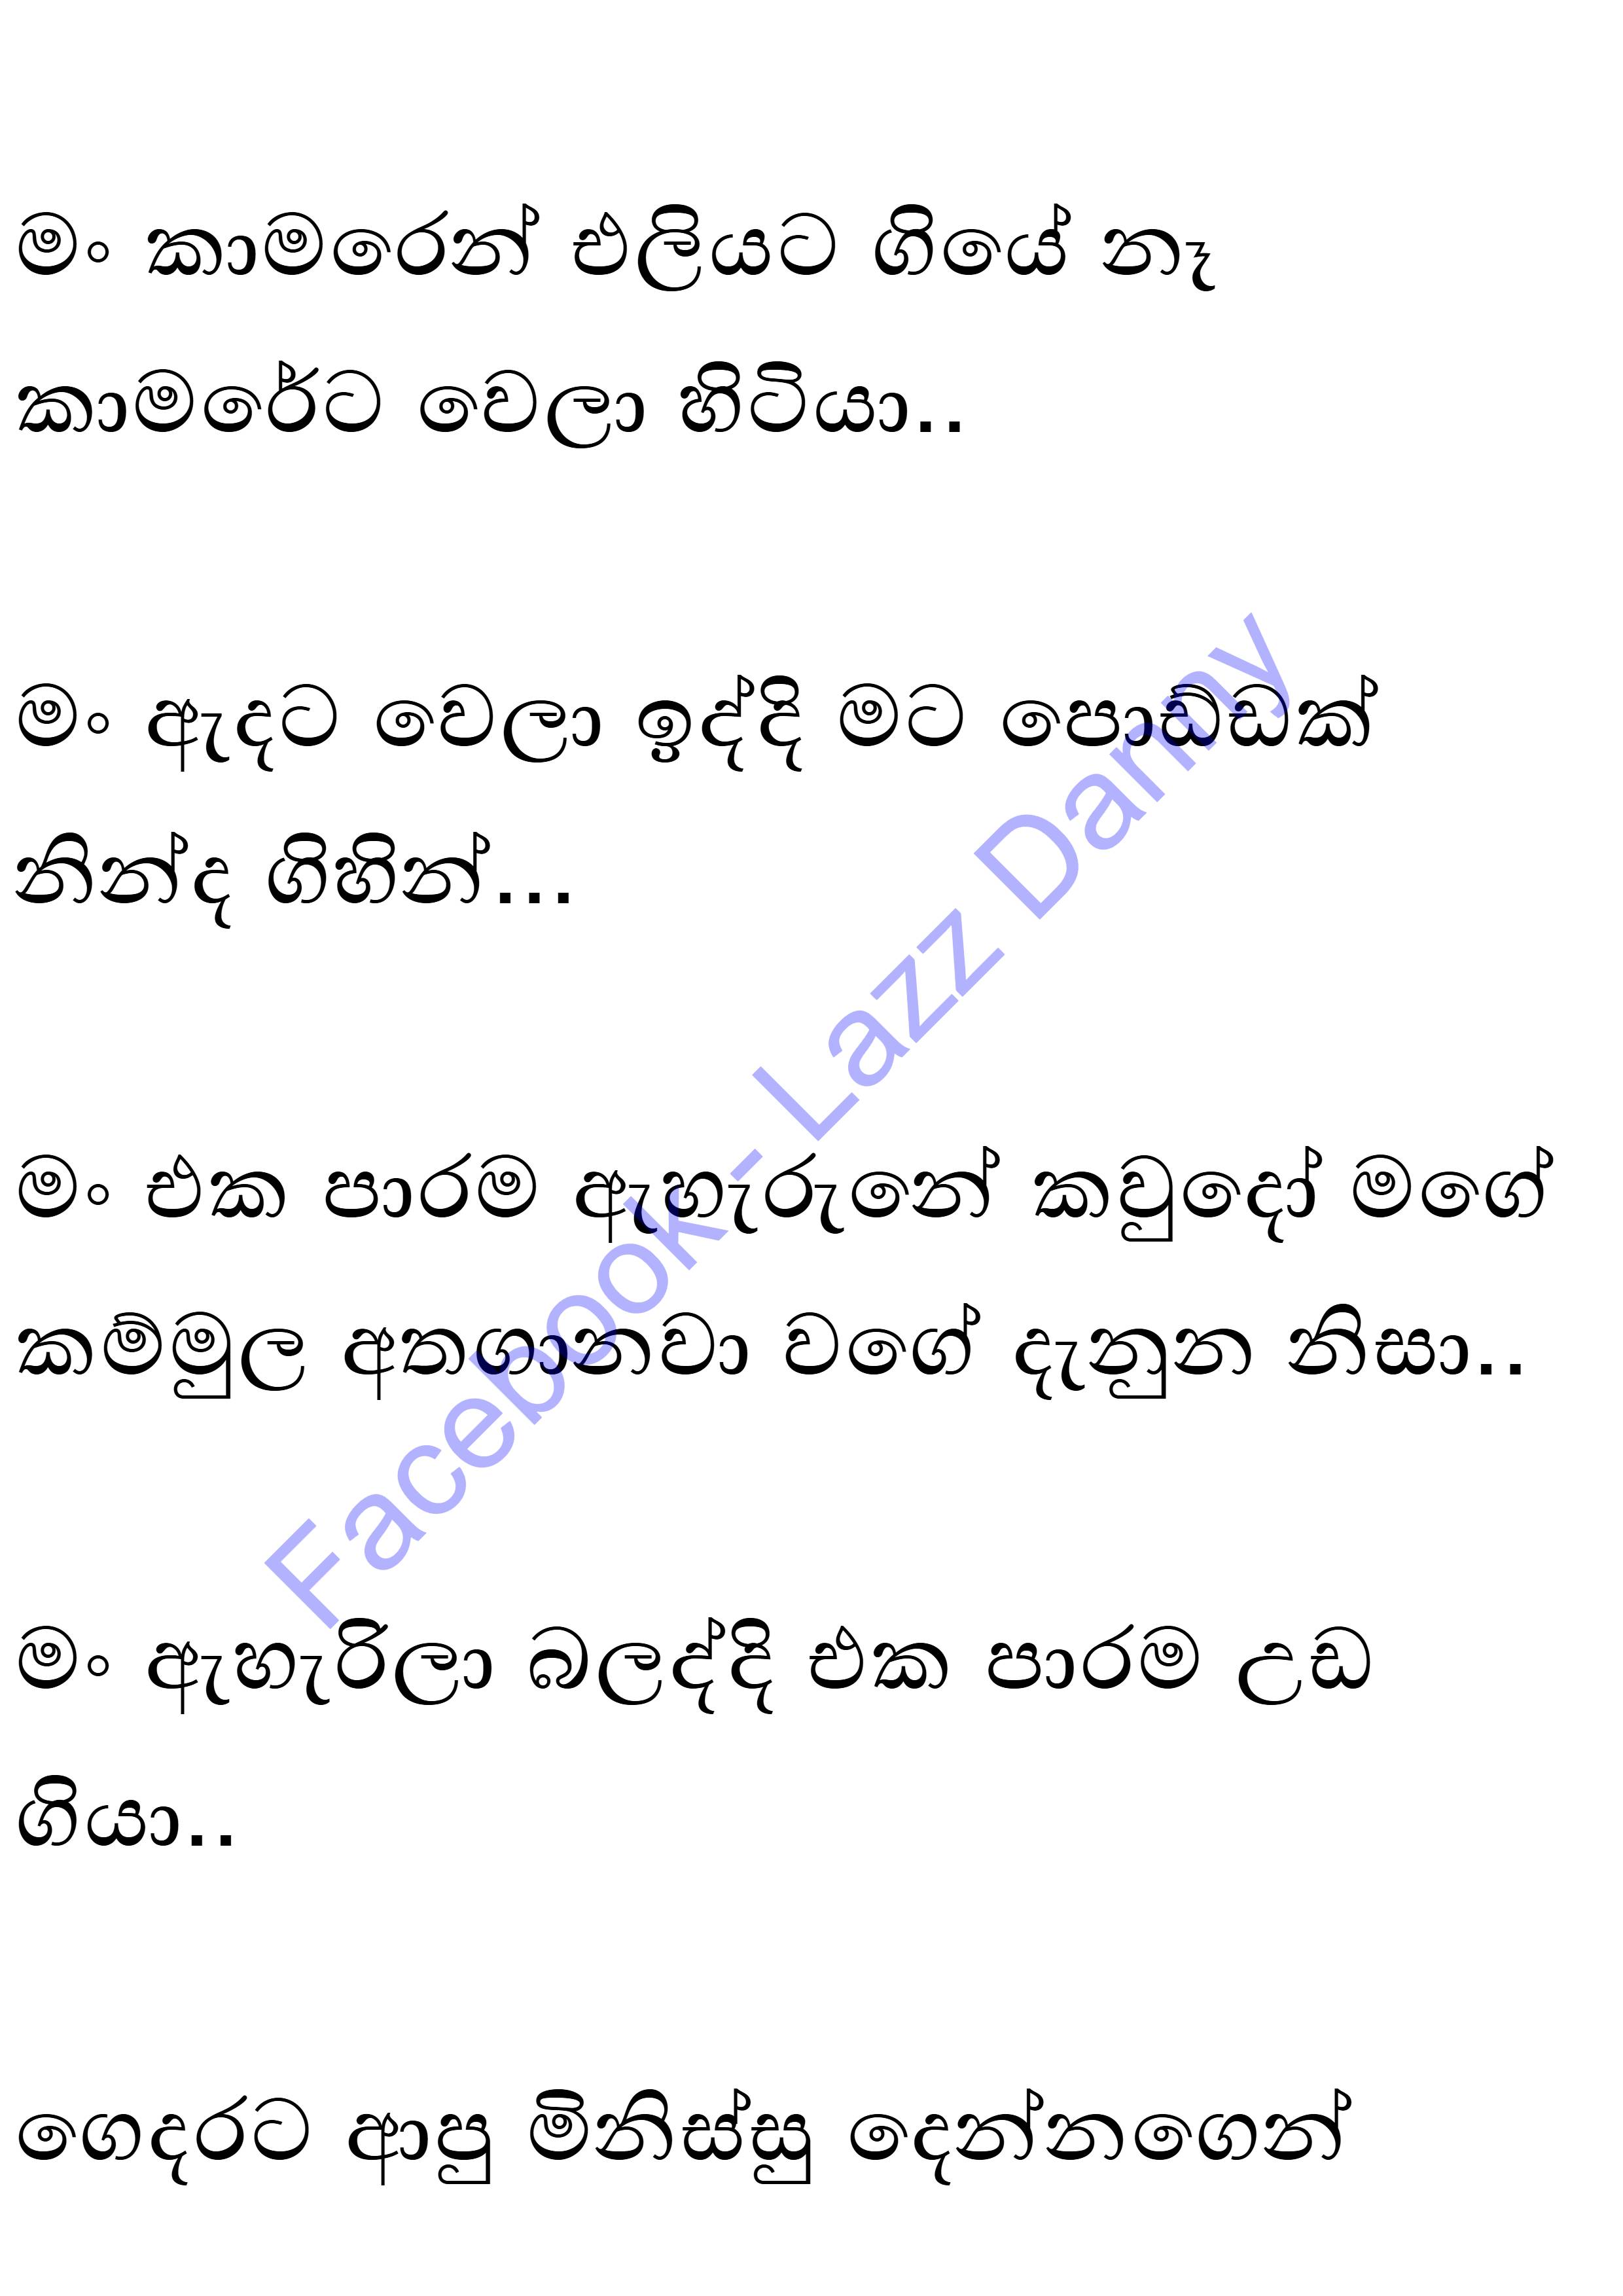 මං කාමරෙන් එලියට ගියේ නෑ
කාමරේට වෙලා හිටියා..
මං ඇඳට වෙලා ඉද්දි මට පොඩ්ඩක්
නින්ද ගිහින්...
මං එක පාරම ඇහැරුනේ කවුදෝ මගේ
කම්මුල අතගානවා වගේ දැනුන නිසා..
මං ඇහැරිලා බලද්දි එක පාරම උඩ
ගියා..
ගෙදරට ආපු මිනිස්සු දෙන්නගෙන්
Facebook - Lazz Danny